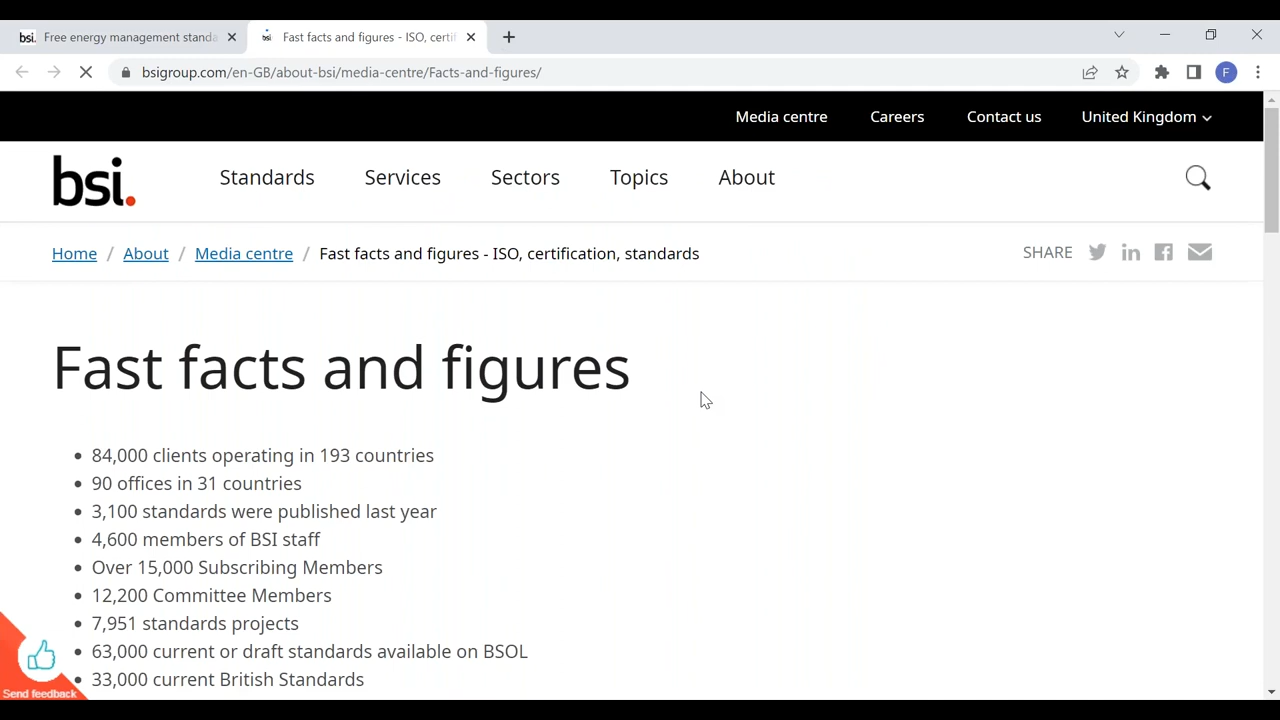 bsi. Free energy management standa
Fast facts and figures - ISO, certif
bsigroup.com/en-GB/about-bsi/media-centre/Facts-and-figures/
F
Media centre Careers Contact us United Kingdom
bsi.
Standards Services Sectors Topics About
Home / About / Media centre / Fast facts and figures - ISO, certification, standards
SHARE
Fast facts and figures
84,000 clients operating in 193 countries
90 offices in 31 countries
3,100 standards were published last year
4,600 members of BSI staff
Over 15,000 Subscribing Members
12,200 Committee Members
7,951 standards projects
63,000 current or draft standards available on BSOL
33,000 current British Standards
Send feedback